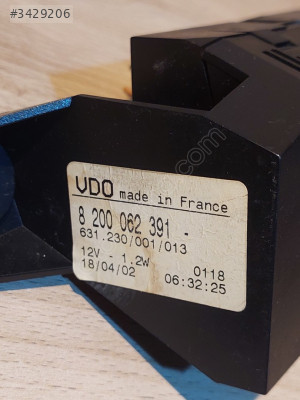 #3429206
VDO made in France
8 200 062 391 -
631.230/001/013
12V - 1.2W 0118
18/04/02 06:32:25